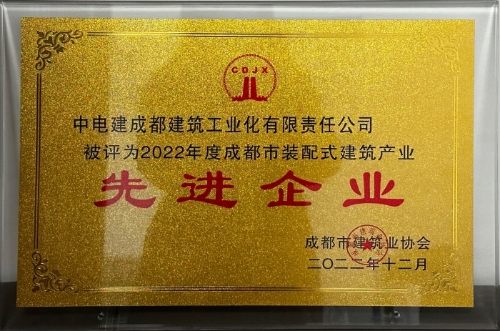 CDJX
中电建成都建筑工业化有限责任公司
被评为2022年度成都市装配式建筑产业
先进企业
成都市建筑业协会
二〇二二年十二月